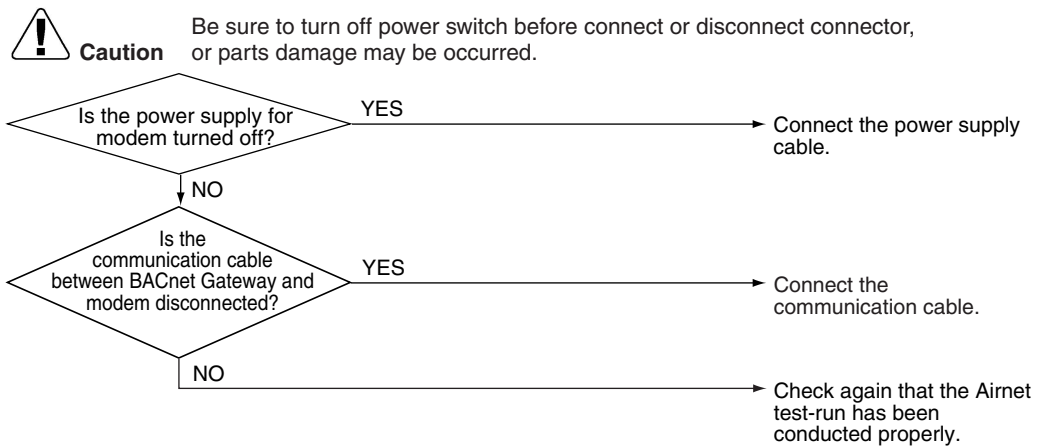 Be sure to turn off power switch before connect or disconnect connector,
Caution or parts damage may be occurred.
Is the power supply for
modem turned off?
YES
Connect the power supply
cable.
NO
Is the
communication cable
between BACnet Gateway and
modem disconnected?
YES
Connect the
communication cable.
NO
Check again that the Airnet
test-run has been
conducted properly.